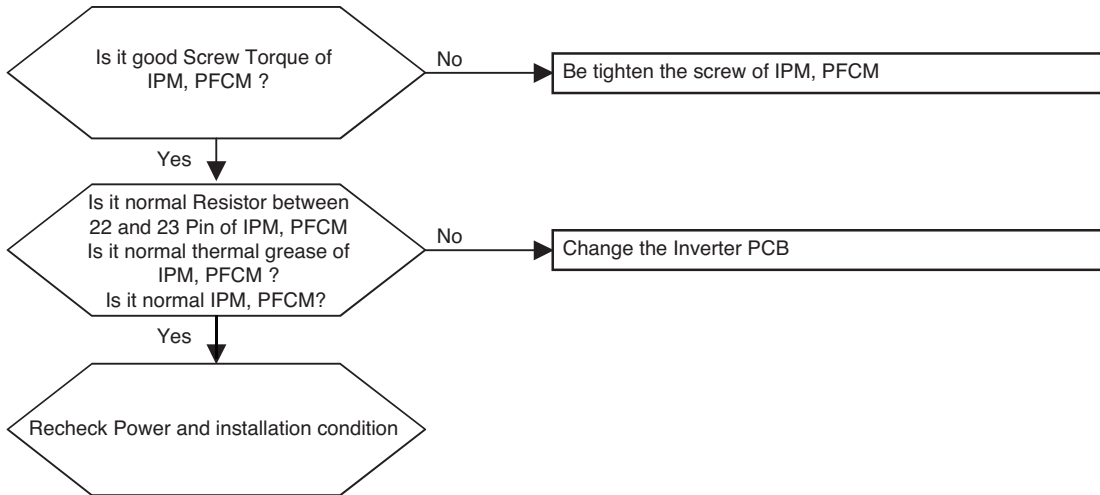 Is it good Screw Torque of
IPM, PFCM ?
No
Be tighten the screw of IPM, PFCM
Yes
Is it normal Resistor between
22 and 23 Pin of IPM, PFCM
Is it normal thermal grease of
IPM, PFCM ?
Is it normal IPM, PFCM?
No
Change the Inverter PCB
Yes
Recheck Power and installation condition